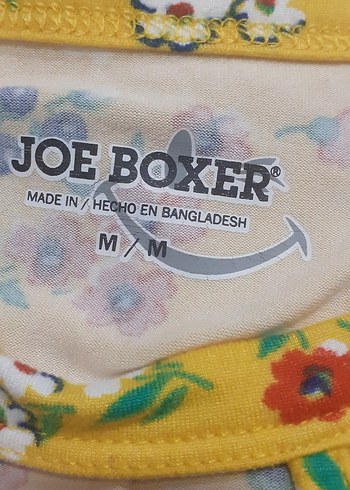 JOE BOXER®
MADE IN / HECHO EN BANGLADESH
M / M